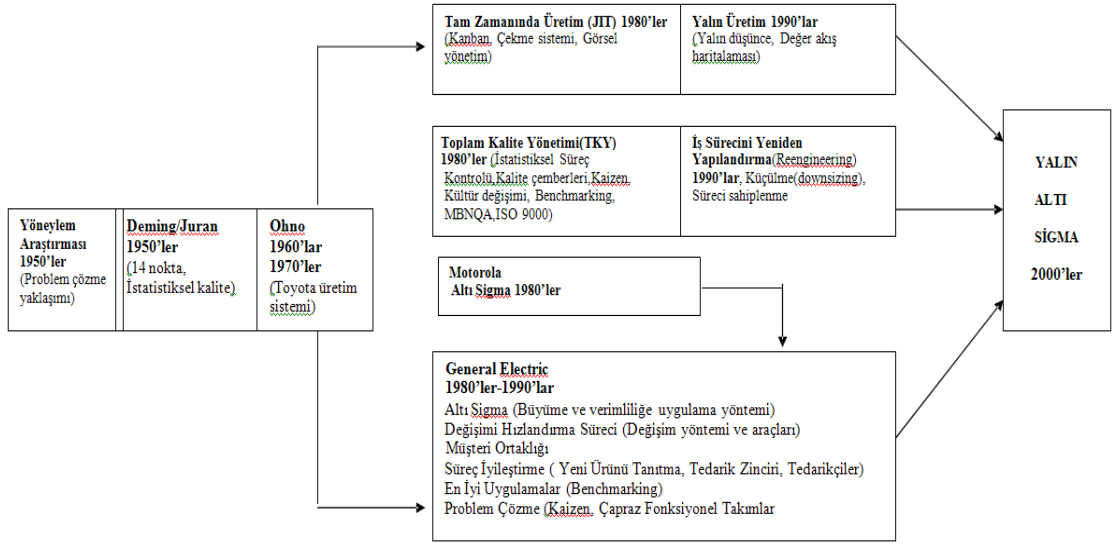 Yöneylem
Araştırması
1950’ler
(Problem çözme
yaklaşımı)
Deming/Juran
1950’ler
(14 nokta,
İstatistiksel kalite)
Ohno
1960’lar
1970’ler
(Toyota üretim
sistemi)
Tam Zamanında Üretim (JIT) 1980’ler
(Kanban, Çekme sistemi, Görsel
yönetim)
Yalın Üretim 1990’lar
(Yalın düşünce, Değer akış
haritalaması)
Toplam Kalite Yönetimi(TKY)
1980’ler (İstatistiksel Süreç
Kontrolü,Kalite çemberleri,Kaizen,
Kültür değişimi, Benchmarking,
MBNQA,ISO 9000)
İş Sürecini Yeniden
Yapılandırma(Reengineering)
1990’lar, Küçülme(downsizing),
Süreci sahiplenme
Motorola
Altı Sigma 1980’ler
General Electric
1980’ler-1990’lar
Altı Sigma (Büyüme ve verimliliğe uygulama yöntemi)
Değişimi Hızlandırma Süreci (Değişim yöntemi ve araçları)
Müşteri Ortaklığı
Süreç İyileştirme ( Yeni Ürünü Tanıtma, Tedarik Zinciri, Tedarikçiler)
En İyi Uygulamalar (Benchmarking)
Problem Çözme (Kaizen, Çapraz Fonksiyonel Takımlar
YALIN
ALTI
SİGMA
2000’ler